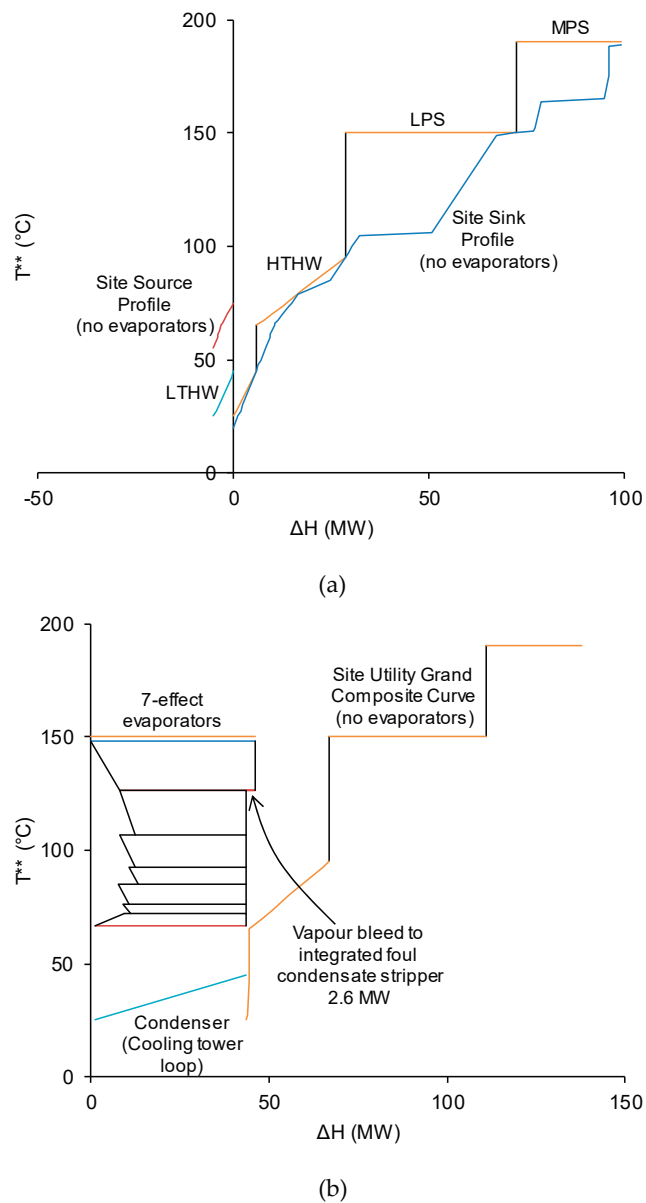 200
150
100
50
0
-50
0
50
100
T** (°C)
ΔH (MW)
MPS
LPS
HTHW
Site Sink
Profile
(no evaporators)
Site Source
Profile
(no evaporators)
LTHW
(a)
200
150
100
50
0
0
50
100
150
T** (°C)
ΔH (MW)
7-effect
evaporators
Site Utility Grand
Composite Curve
(no evaporators)
Vapour bleed to
integrated foul
condensate stripper
2.6 MW
Condenser
(Cooling tower
loop)
(b)